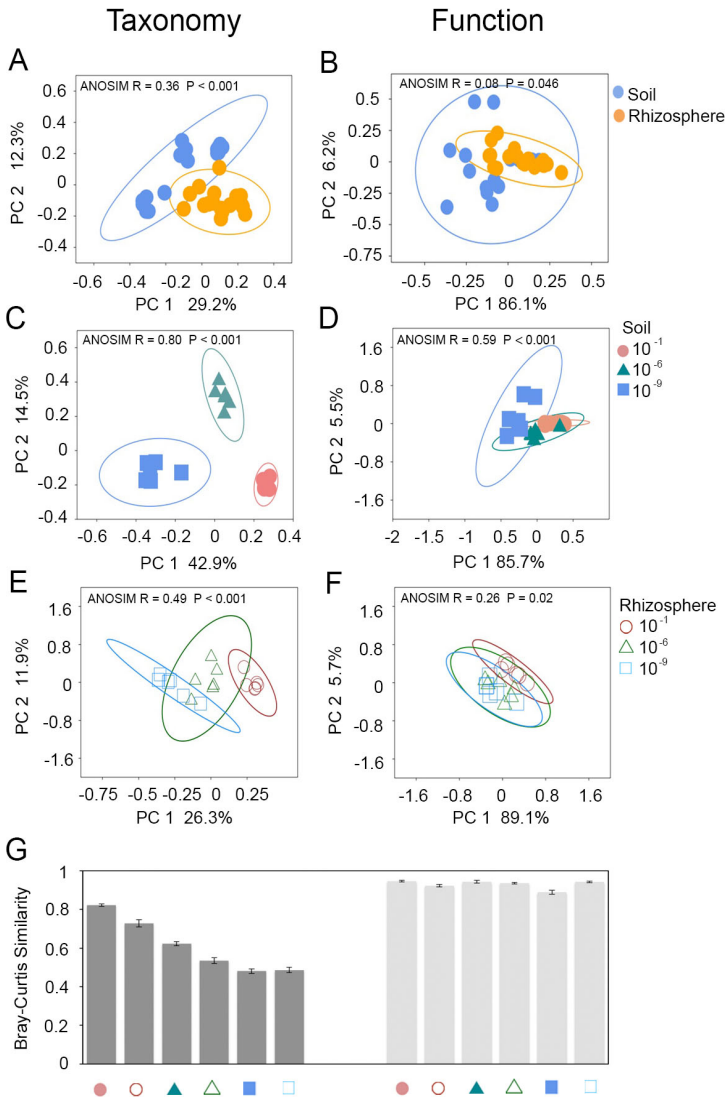 Taxonomy
Function
A
ANOSIM R = 0.36 P < 0.001
0.6
0.4
0.2
0
-0.2
-0.4
PC 2 12.3%
-0.6 -0.4 -0.2 0 0.2 0.4
PC 1 29.2%
B
ANOSIM R = 0.08 P = 0.046
0.5
0.25
0
-0.25
-0.5
-0.75
PC 2 6.2%
-0.5 -0.25 0 0.25 0.5
PC 1 86.1%
Soil
Rhizosphere
C
ANOSIM R = 0.80 P < 0.001
0.6
0.4
0.2
0
-0.2
-0.4
PC 2 14.5%
-0.6 -0.4 -0.2 0 0.2 0.4
PC 1 42.9%
D
ANOSIM R = 0.59 P < 0.001
1.6
0.8
0
-0.8
-1.6
PC 2 5.5%
-2 -1.5 -1 0.5 0 0.5
PC 1 85.7%
Soil
10⁻¹
10⁻⁶
10⁻⁹
E
ANOSIM R = 0.49 P < 0.001
1.6
0.8
0
-0.8
-1.6
PC 2 11.9%
-0.75 -0.5 -0.25 0 0.25
PC 1 26.3%
F
ANOSIM R = 0.26 P = 0.02
1.6
0.8
0
-0.8
-1.6
PC 2 5.7%
-1.6 -0.8 0 0.8 1.6
PC 1 89.1%
Rhizosphere
10⁻¹
10⁻⁶
10⁻⁹
G
1
0.8
0.6
0.4
0.2
0
Bray-Curtis Similarity